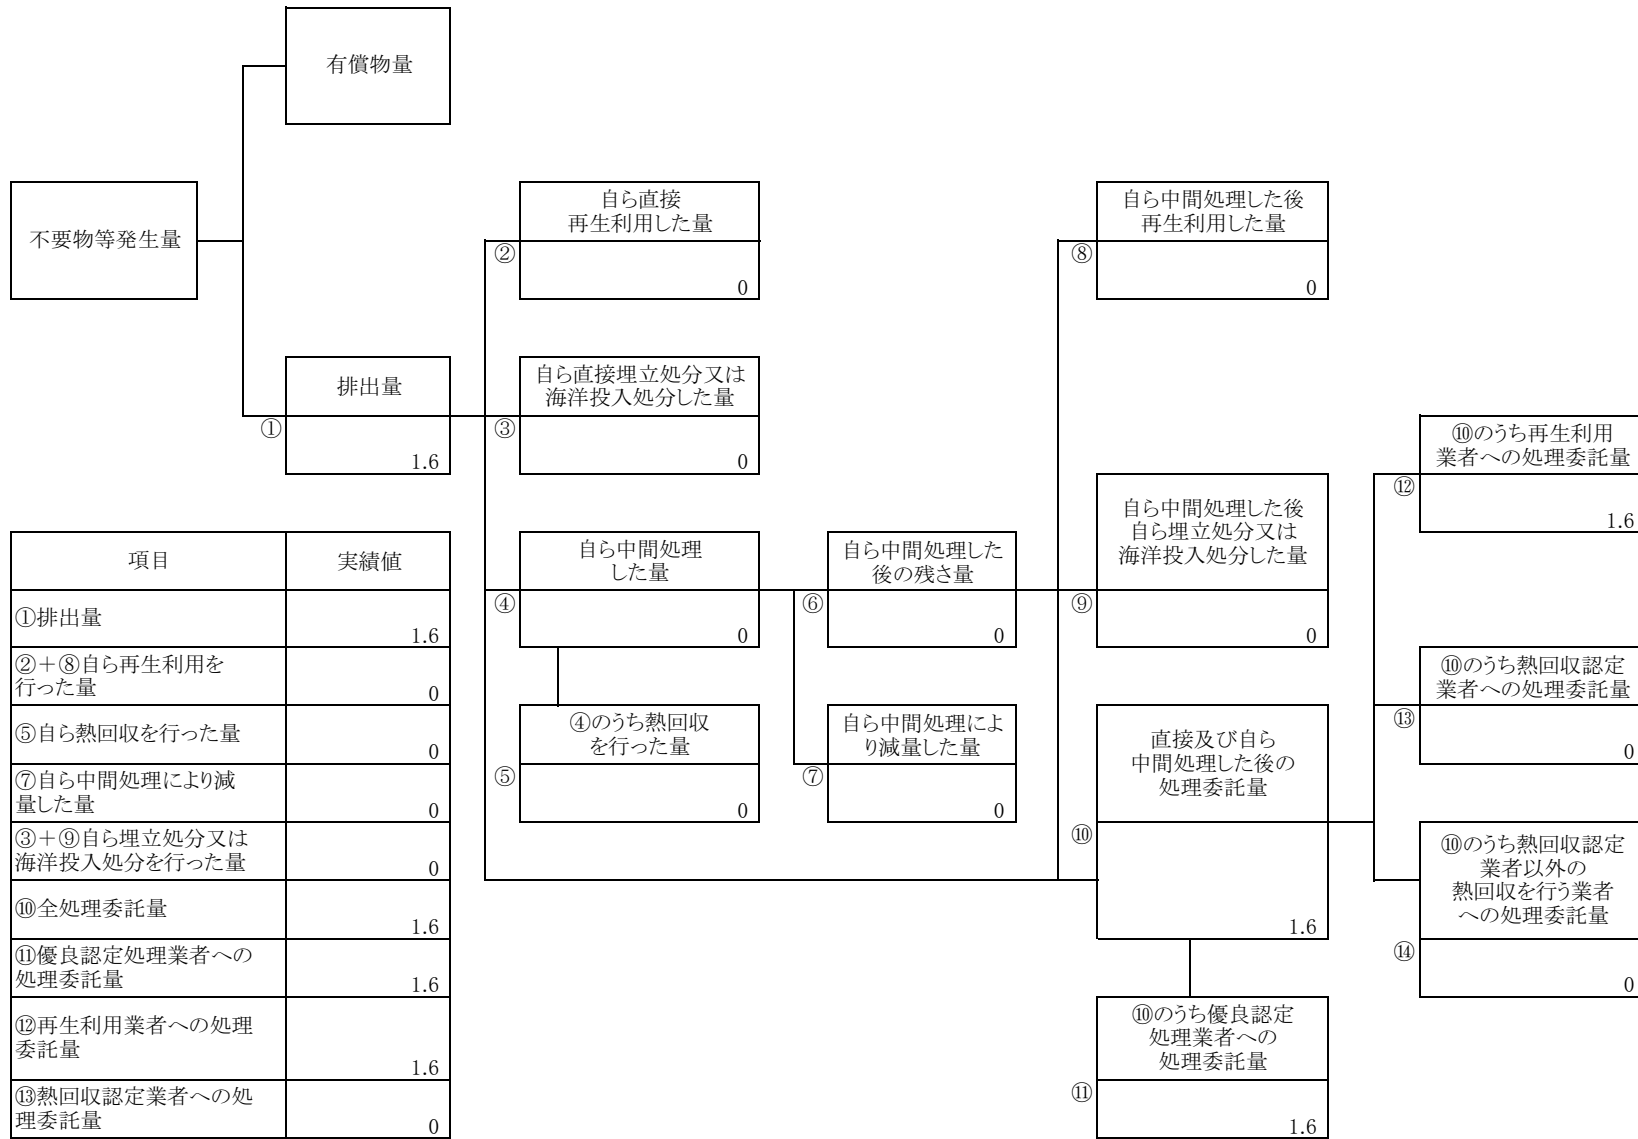 有償物量
不要物等発生量
自ら直接
再生利用した量
②
0
自ら中間処理した後
再生利用した量
⑧
0
排出量
①
1.6
自ら直接埋立処分又は
海洋投入処分した量
③
0
⑩のうち再生利用
業者への処理委託量
⑫
1.6
自ら中間処理した後
自ら埋立処分又は
海洋投入処分した量
⑨
0
自ら中間処理
した量
④
0
自ら中間処理した
後の残さ量
⑥
0
⑩のうち熱回収認定
業者への処理委託量
⑬
0
④のうち熱回収
を行った量
⑤
0
自ら中間処理によ
り減量した量
⑦
0
直接及び自ら
中間処理した後の
処理委託量
⑩
1.6
⑩のうち熱回収認定
業者以外の
熱回収を行う業者
への処理委託量
⑭
0
⑩のうち優良認定
処理業者への
処理委託量
⑪
1.6
項目 実績値
①排出量
1.6
②＋⑧自ら再生利用を
行った量
0
⑤自ら熱回収を行った量
0
⑦自ら中間処理により減
量した量
0
③＋⑨自ら埋立処分又は
海洋投入処分を行った量
0
⑩全処理委託量
1.6
⑪優良認定処理業者への
処理委託量
1.6
⑫再生利用業者への処理
委託量
1.6
⑬熱回収認定業者への処
理委託量
0